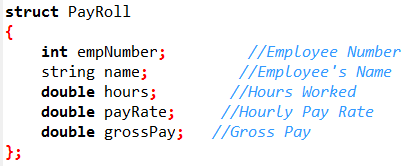 struct PayRoll
{
int empNumber; //Employee Number
string name; //Employee's Name
double hours; //Hours Worked
double payRate; //Hourly Pay Rate
double grossPay; //Gross Pay
};